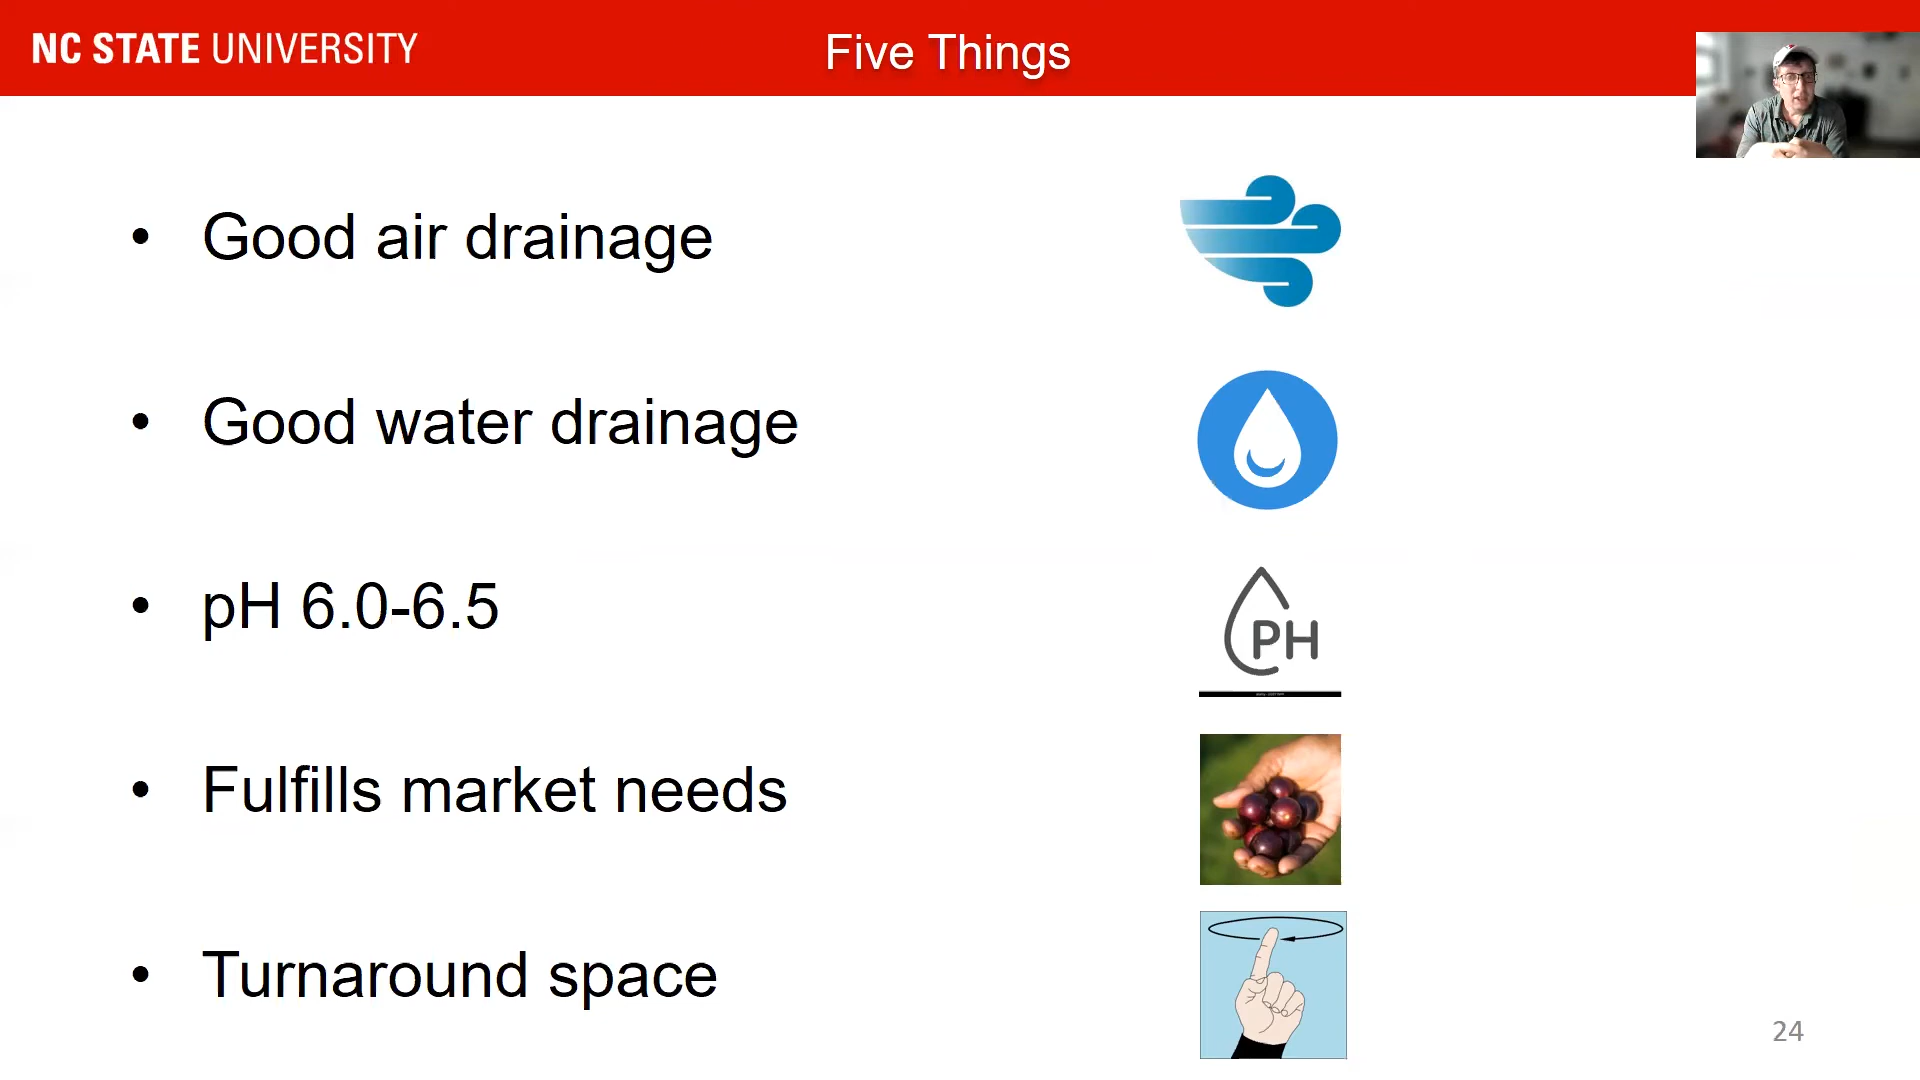 NC STATE UNIVERSITY
Five Things
• Good air drainage
• Good water drainage
• pH 6.0-6.5
PH
• Fulfills market needs
• Turnaround space
24